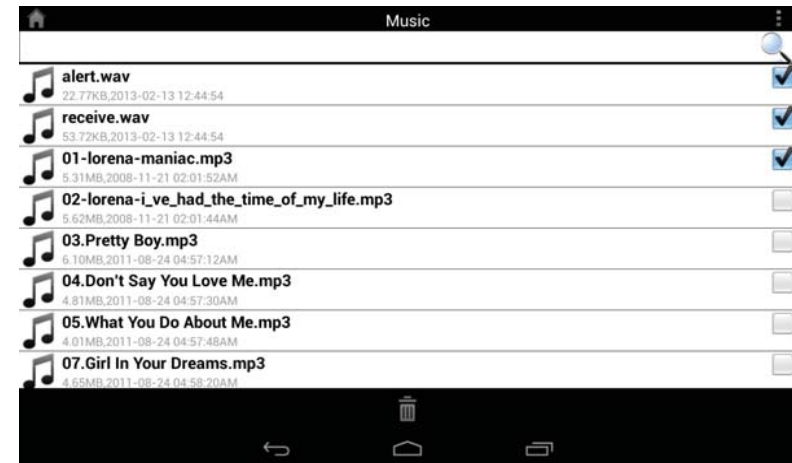 Music
alert.wav
22.77KB,2013-02-13 12:44:54
receive.wav
53.72KB,2013-02-13 12:44:54
01-lorena-maniac.mp3
5.31MB,2008-11-21 02:01:52AM
02-lorena-i_ve_had_the_time_of_my_life.mp3
5.62MB,2008-11-21 02:01:44AM
03.Pretty Boy.mp3
6.10MB,2011-08-24 04:57:12AM
04.Don't Say You Love Me.mp3
4.81MB,2011-08-24 04:57:30AM
05.What You Do About Me.mp3
4.01MB,2011-08-24 04:57:48AM
07.Girl In Your Dreams.mp3
4.65MB,2011-08-24 04:58:20AM